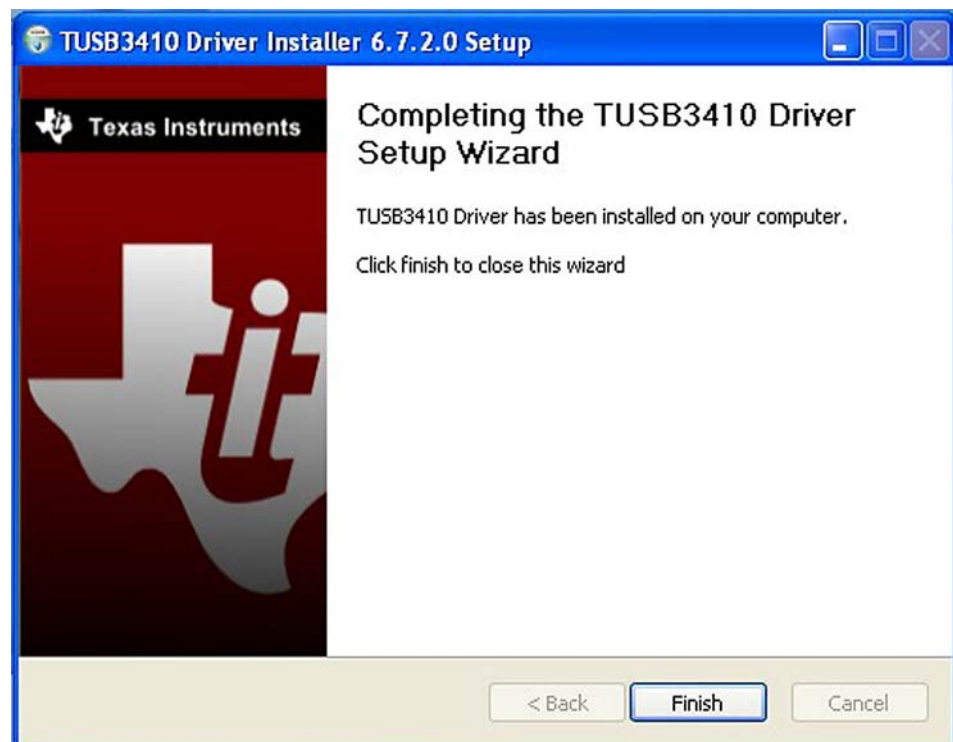 TUSB3410 Driver Installer 6.7.2.0 Setup
Texas Instruments
Completing the TUSB3410 Driver
Setup Wizard
TUSB3410 Driver has been installed on your computer.
Click finish to close this wizard
ti
< Back
Finish
Cancel